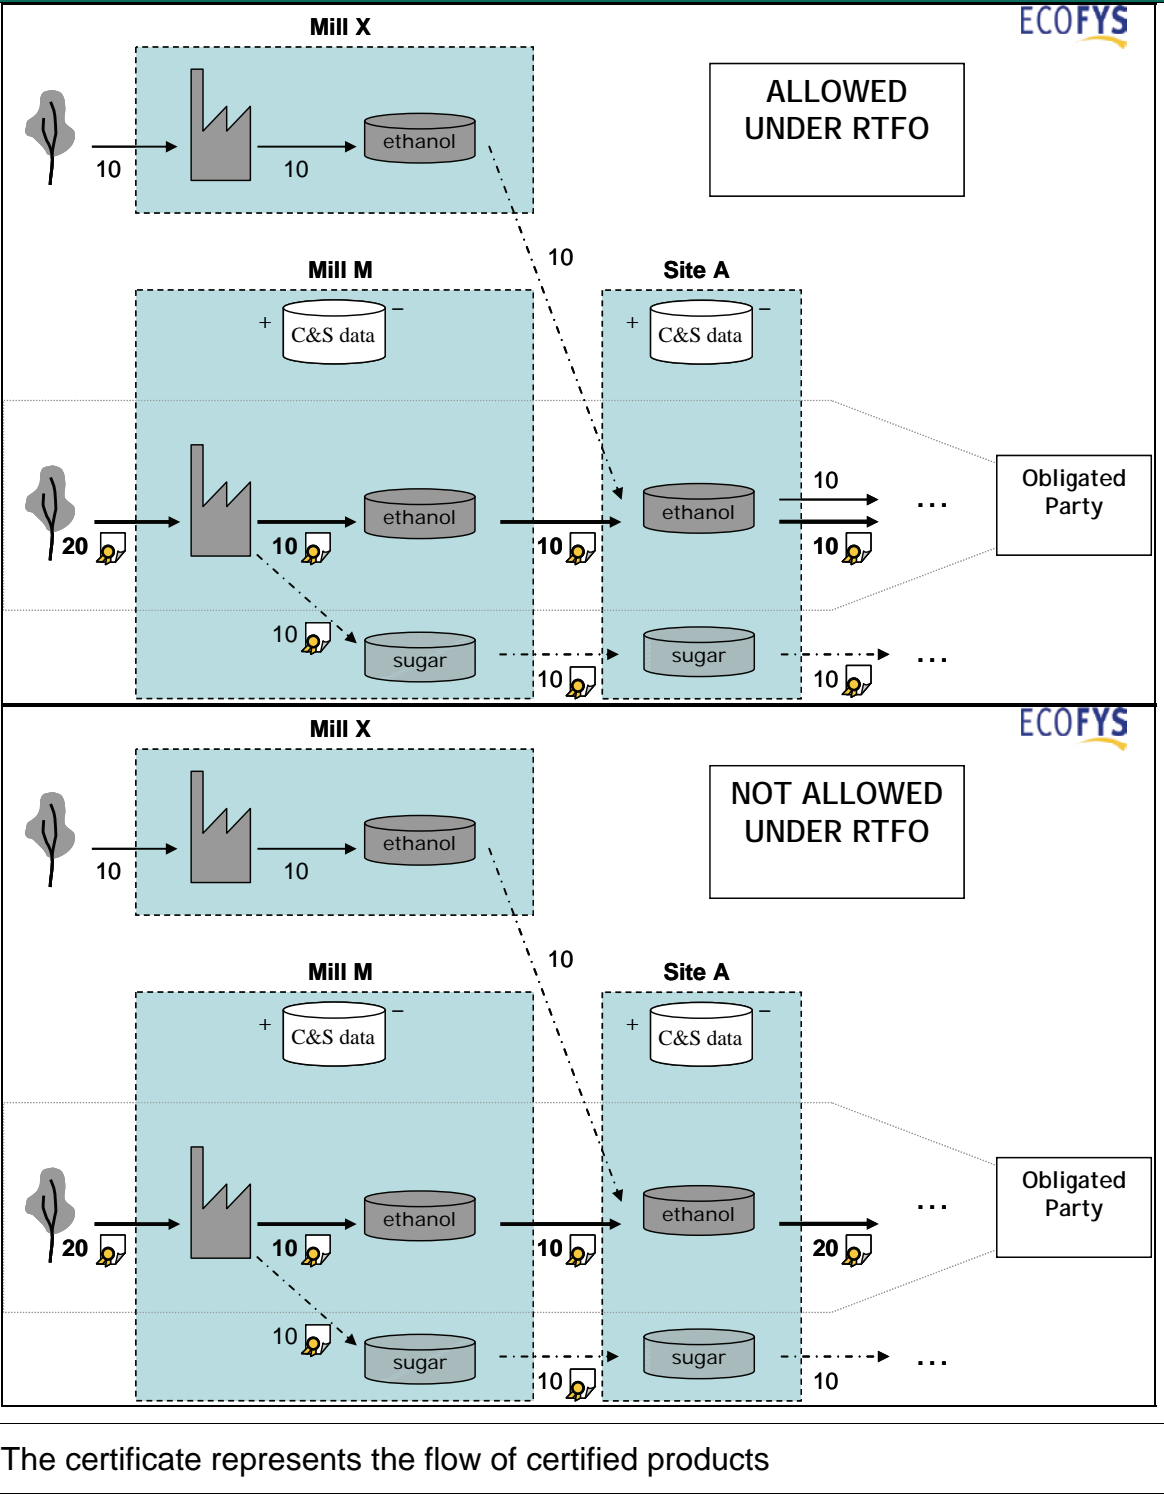 Mill X
ECOFYS
ALLOWED
UNDER RTFO
ethanol
10
10
10
Mill M
Site A
+
–
C&S data
+
–
C&S data
Obligated
Party
10
ethanol
ethanol
...
20
10
10
10
10
sugar
sugar
...
10
10
Mill X
ECOFYS
NOT ALLOWED
UNDER RTFO
ethanol
10
10
10
Mill M
Site A
+
–
C&S data
+
–
C&S data
Obligated
Party
ethanol
ethanol
...
20
10
10
20
10
sugar
sugar
...
10
10
The certificate represents the flow of certified products